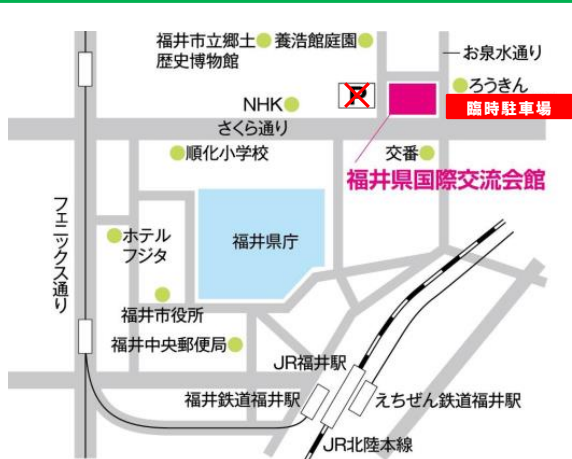 福井市立郷土
歴史博物館
養浩館庭園
お泉水通り
ろうきん
P
臨時駐車場
NHK
さくら通り
順化小学校
交番
福井県国際交流会館
フェニックス通り
ホテル
フジタ
福井県庁
福井市役所
福井中央郵便局
JR福井駅
福井鉄道福井駅
えちぜん鉄道福井駅
JR北陸本線